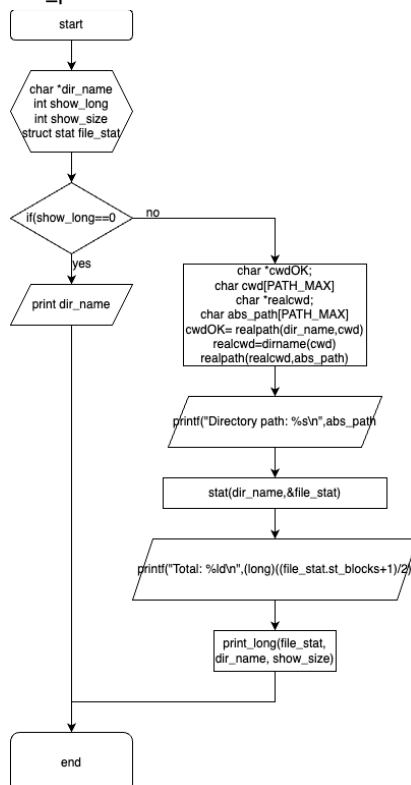 start
char *dir_name
int show_long
int show_size
struct stat file_stat
if(show_long==0
no
yes
print dir_name
char *cwdOK;
char cwd[PATH_MAX]
char *realcwd;
char abs_path[PATH_MAX]
cwdOK= realpath(dir_name,cwd)
realcwd=dirname(cwd)
realpath(realcwd,abs_path)
printf("Directory path: %s\n",abs_path
stat(dir_name,&file_stat)
printf("Total: %ld\n",(long)((file_stat.st_blocks+1)/2)
print_long(file_stat,
dir_name, show_size)
end